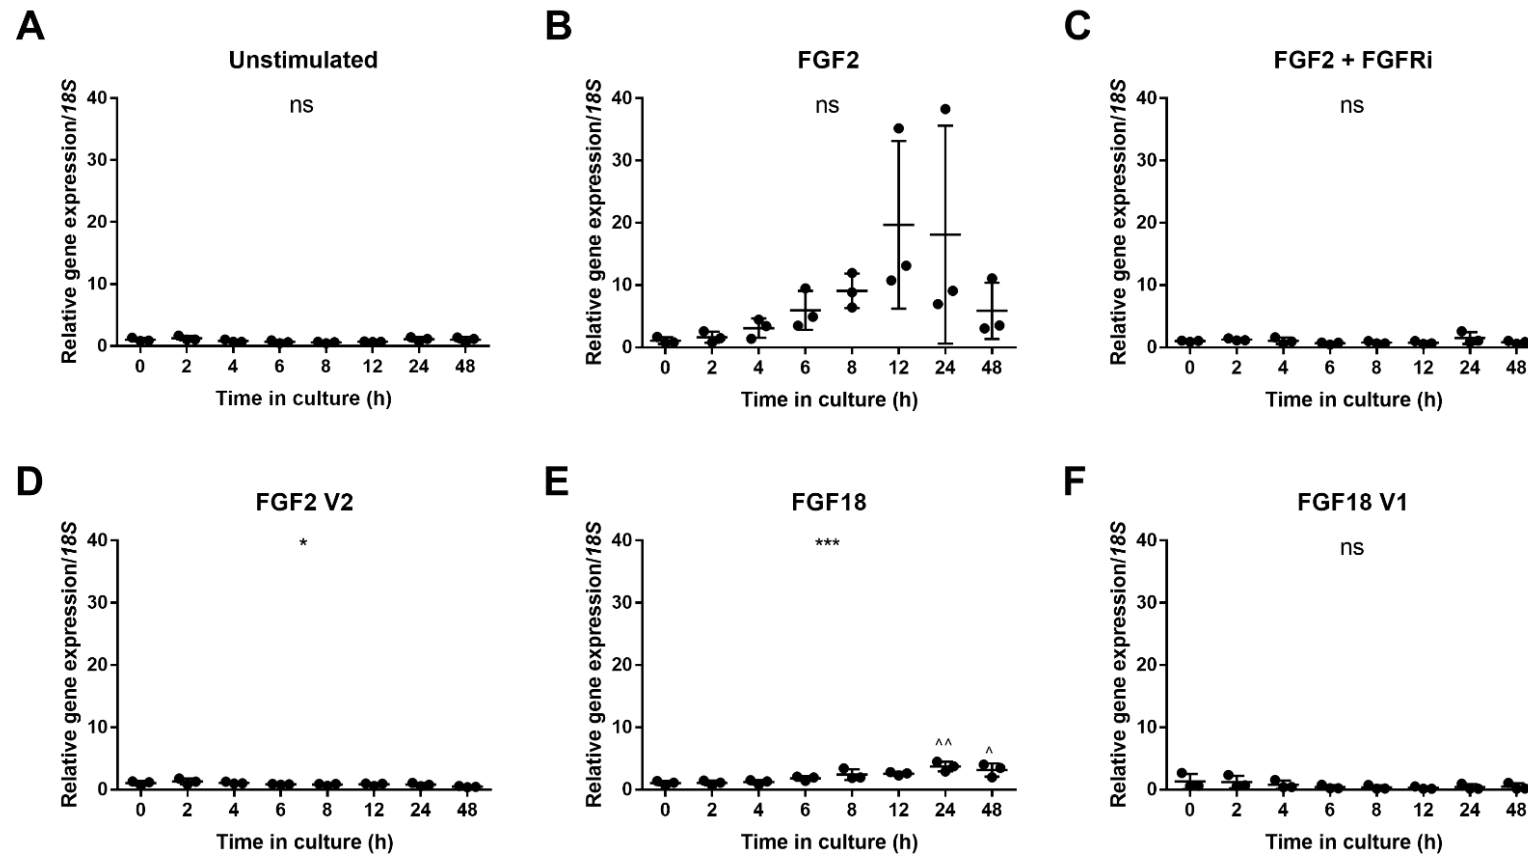 A
Unstimulated
ns
Relative gene expression/18S
40
30
20
10
0
0 2 4 6 8 12 24 48
Time in culture (h)
B
FGF2
ns
Relative gene expression/18S
40
30
20
10
0
0 2 4 6 8 12 24 48
Time in culture (h)
C
FGF2 + FGFRi
ns
Relative gene expression/18S
40
30
20
10
0
0 2 4 6 8 12 24 48
Time in culture (h)
D
FGF2 V2
*
Relative gene expression/18S
40
30
20
10
0
0 2 4 6 8 12 24 48
Time in culture (h)
E
FGF18
***
Relative gene expression/18S
40
30
20
10
0
^^ ^
0 2 4 6 8 12 24 48
Time in culture (h)
F
FGF18 V1
ns
Relative gene expression/18S
40
30
20
10
0
0 2 4 6 8 12 24 48
Time in culture (h)